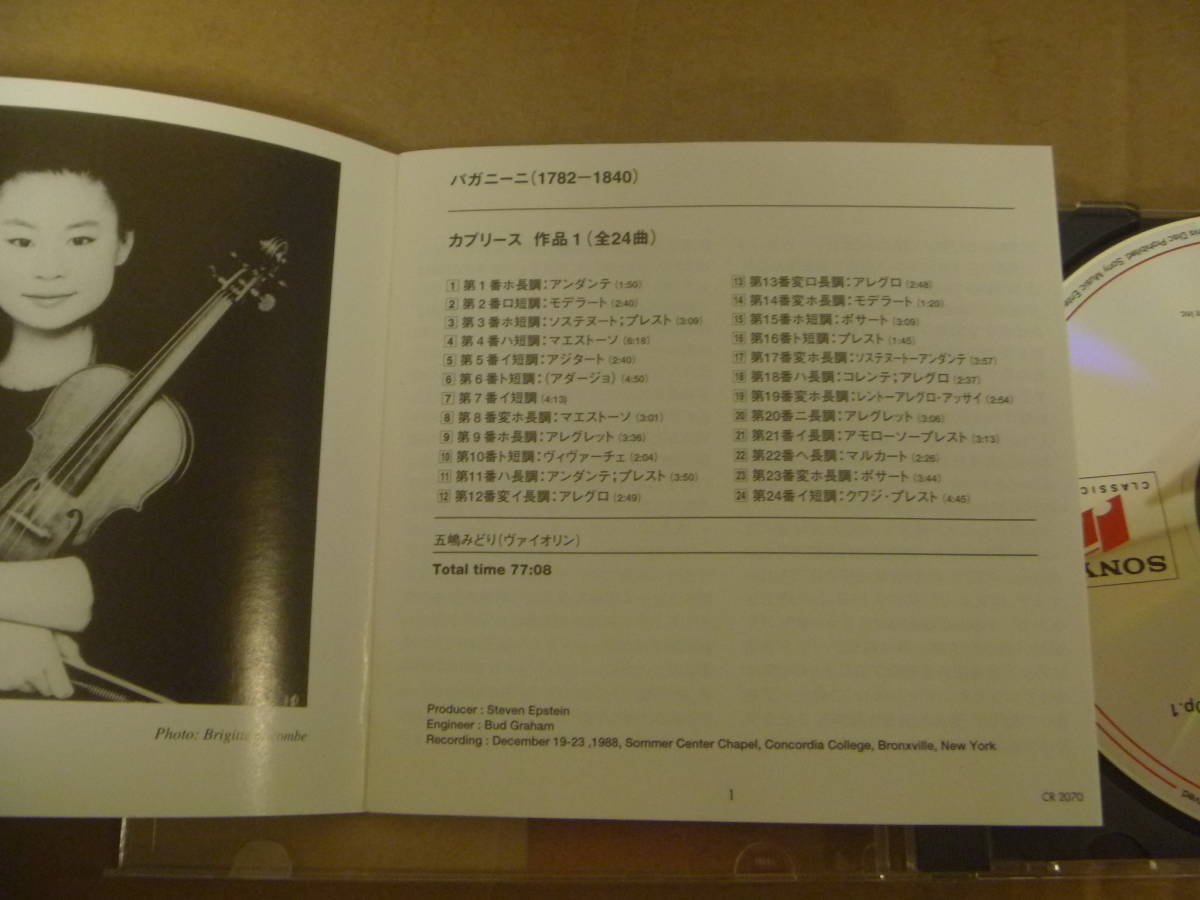 Photo: Brigitte
パガニーニ(1782ー1840)
カプリース 作品1(全24曲)
1 第1番ホ長調:アンダンテ(1:50)
2 第2番ロ短調:モデラート(2:40)
3 第3番ホ短調:ソステヌート;プレスト(3:09)
4 第4番ハ短調:マエストーソ(6:18)
5 第5番イ短調:アジタート(2:40)
6 第6番ト短調:(アダージョ)(4:50)
7 第7番イ短調(4:13)
8 第8番変ホ長調:マエストーソ(3:01)
9 第9番ホ長調:アレグレット(3:36)
10 第10番ト短調:ヴィヴァーチェ(2:04)
11 第11番ハ長調:アンダンテ;プレスト(3:50)
12 第12番変イ長調:アレグロ(2:49)
13 第13番変ロ長調:アレグロ(2:48)
14 第14番変ホ長調:モデラート(1:20)
15 第15番ホ短調:ポサート(3:09)
16 第16番ト短調:プレスト(1:45)
17 第17番変ホ長調:ソステヌートーアンダンテ(3:57)
18 第18番ハ長調:コレンテ;アレグロ(2:37)
19 第19番変ホ長調:レントーアレグロ・アッサイ(2:54)
20 第20番ニ長調:アレグレット(3:06)
21 第21番イ長調:アモローソープレスト(3:13)
22 第22番ヘ長調:マルカート(2:26)
23 第23番変ホ長調:ポサート(3:44)
24 第24番イ短調:クワジ・プレスト(4:45)
五嶋みどり(ヴァイオリン)
Total time 77:08
Producer : Steven Epstein
Engineer : Bud Graham
Recording : December 19-23 ,1988, Sommer Center Chapel, Concordia College, Bronxville, New York
1
CR 2070
his Disc Prohibited. Sony Music Enter
CLASSIC
SONY
Op.1